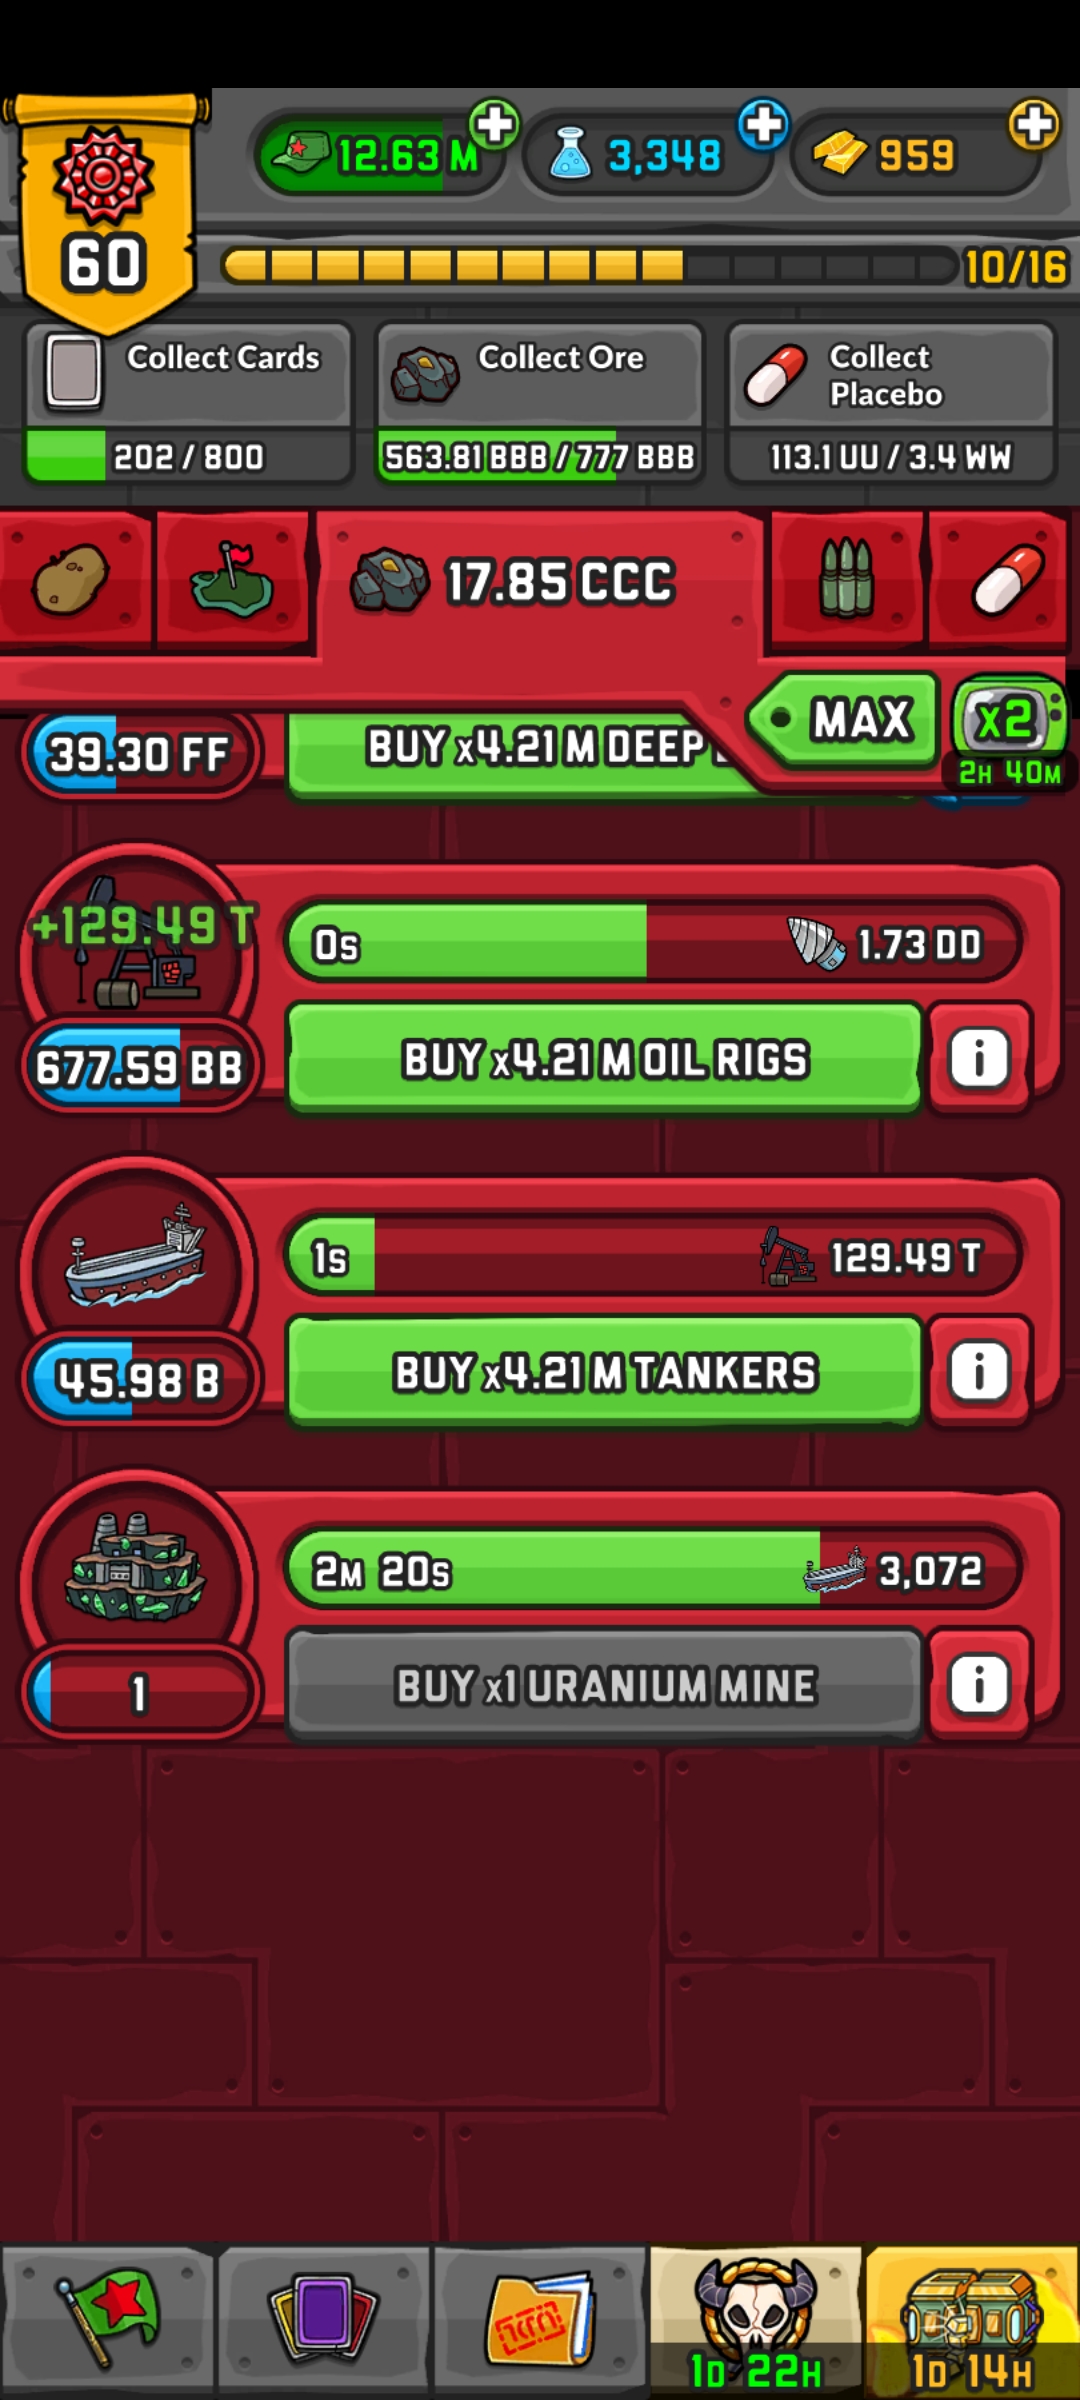 12.63 M
3,348
959
60
10/16
Collect Cards
202 / 800
Collect Ore
563.81 BBB / 777 BBB
Collect
Placebo
113.1 UU / 3.4 WW
17.85 CCC
MAX
x2
2H 40M
39.30 FF
BUY x4.21 M DEEP
+129.49 T
0s
1.73 DD
677.59 BB
BUY x4.21 M OIL RIGS
i
1s
129.49 T
45.98 B
BUY x4.21 M TANKERS
i
2M 20s
3,072
1
BUY x1 URANIUM MINE
i
1D 22H
1D 14H